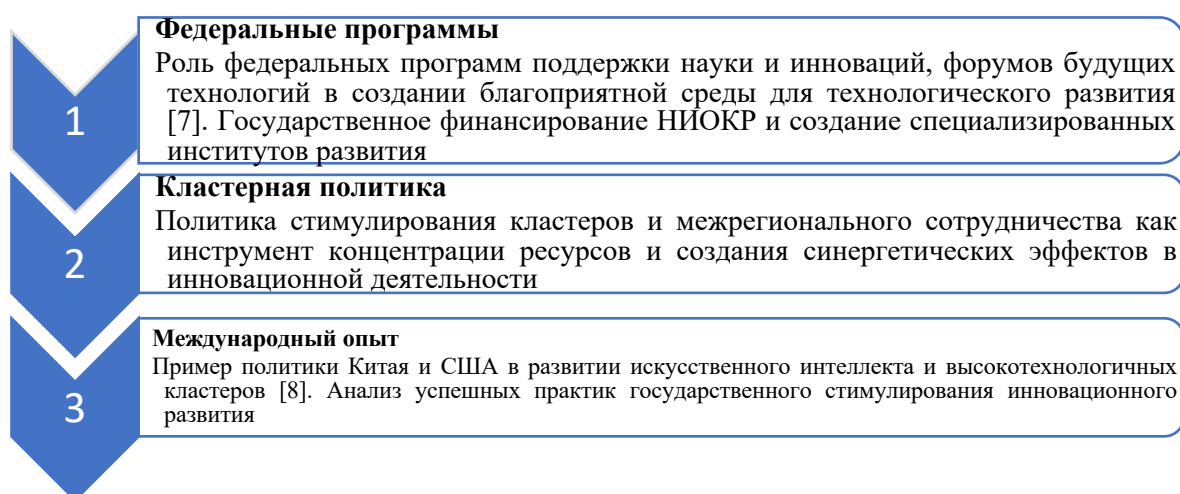 1
Федеральные программы
Роль федеральных программ поддержки науки и инноваций, форумов будущих
технологий в создании благоприятной среды для технологического развития
[7]. Государственное финансирование НИОКР и создание специализированных
институтов развития
2
Кластерная политика
Политика стимулирования кластеров и межрегионального сотрудничества как
инструмент концентрации ресурсов и создания синергетических эффектов в
инновационной деятельности
3
Международный опыт
Пример политики Китая и США в развитии искусственного интеллекта и высокотехнологичных
кластеров [8]. Анализ успешных практик государственного стимулирования инновационного
развития